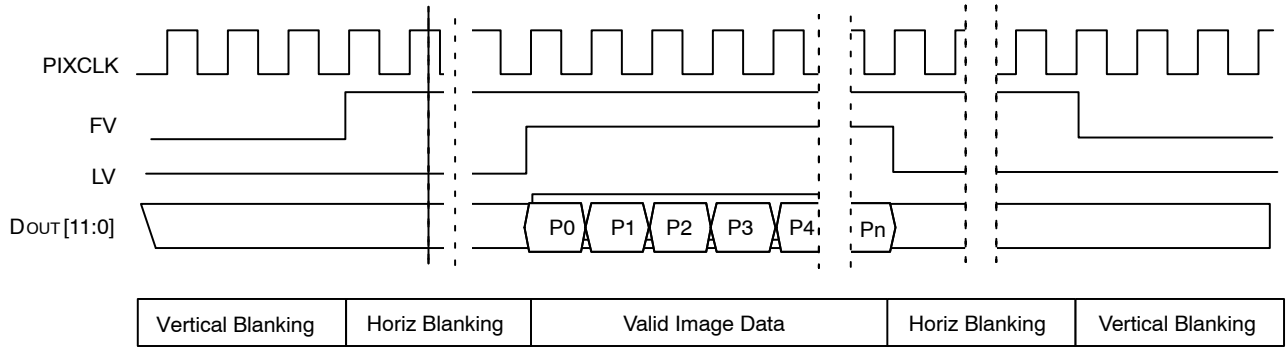 PIXCLK
FV
LV
DOUT[11:0] P0 P1 P2 P3 P4 Pn
Vertical Blanking Horiz Blanking Valid Image Data Horiz Blanking Vertical Blanking